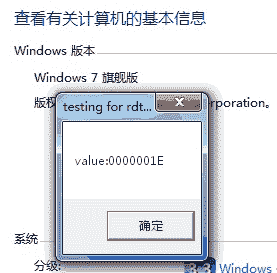 查看有关计算机的基本信息
Windows 版本
Windows 7 旗舰版
testing for rdt...
版权
orporation。
value:0000001E
确定
系统
分级:
Windows